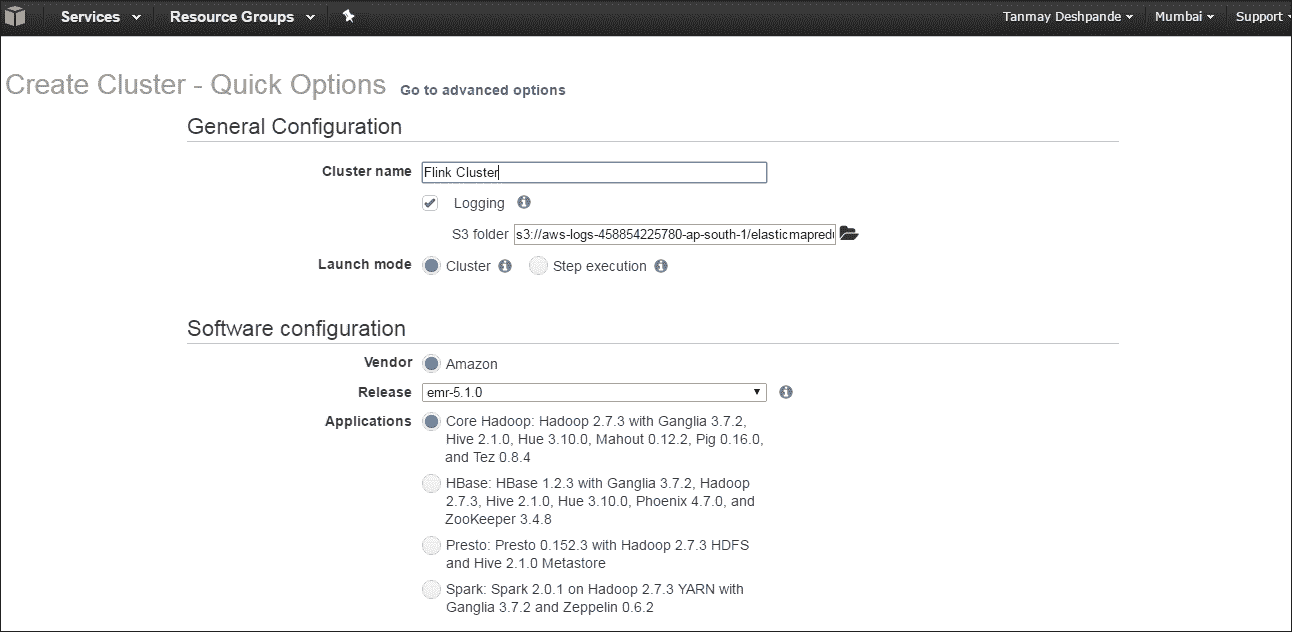 Services Resource Groups Tanmay Deshpande Mumbai Support
Create Cluster - Quick Options Go to advanced options
General Configuration
Cluster name Flink Cluster
Logging
S3 folder s3://aws-logs-458854225780-ap-south-1/elasticmapredu
Launch mode Cluster Step execution
Software configuration
Vendor Amazon
Release emr-5.1.0
Applications Core Hadoop: Hadoop 2.7.3 with Ganglia 3.7.2,
Hive 2.1.0, Hue 3.10.0, Mahout 0.12.2, Pig 0.16.0,
and Tez 0.8.4
HBase: HBase 1.2.3 with Ganglia 3.7.2, Hadoop
2.7.3, Hive 2.1.0, Hue 3.10.0, Phoenix 4.7.0, and
ZooKeeper 3.4.8
Presto: Presto 0.152.3 with Hadoop 2.7.3 HDFS
and Hive 2.1.0 Metastore
Spark: Spark 2.0.1 on Hadoop 2.7.3 YARN with
Ganglia 3.7.2 and Zeppelin 0.6.2